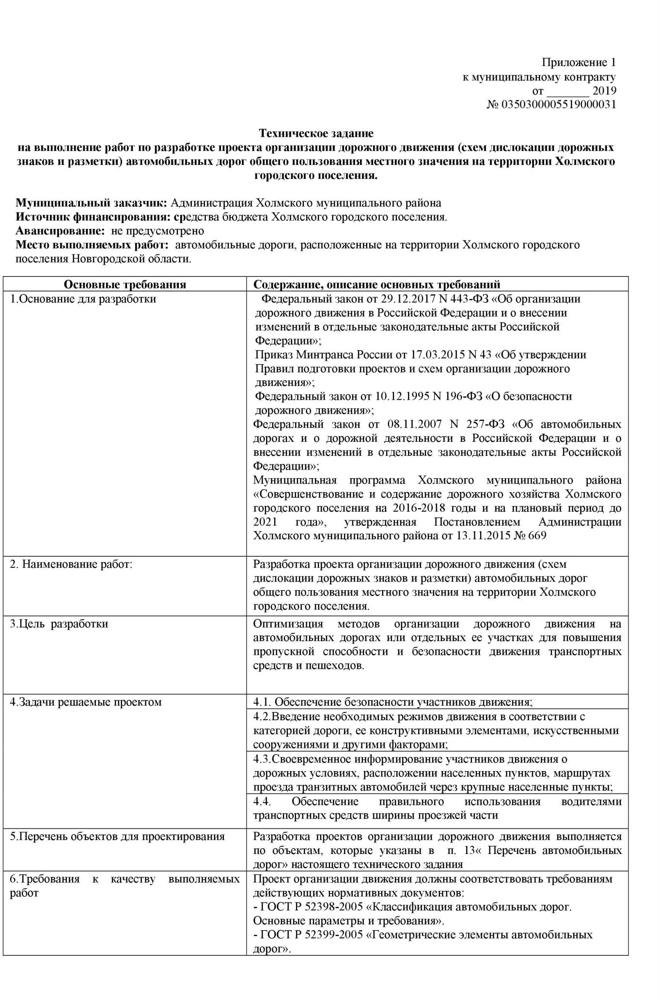 Приложение 1
к муниципальному контракту
от _______ 2019
№ 0350300005519000031
Техническое задание
на выполнение работ по разработке проекта организации дорожного движения (схем дислокации дорожных
знаков и разметки) автомобильных дорог общего пользования местного значения на территории Холмского
городского поселения.
Муниципальный заказчик: Администрация Холмского муниципального района
Источник финансирования: средства бюджета Холмского городского поселения.
Авансирование: не предусмотрено
Место выполняемых работ: автомобильные дороги, расположенные на территории Холмского городского
поселения Новгородской области.
Основные требования
Содержание, описание основных требований
1.Основание для разработки
Федеральный закон от 29.12.2017 N 443-ФЗ «Об организации
дорожного движения в Российской Федерации и о внесении
изменений в отдельные законодательные акты Российской
Федерации»;
Приказ Минтранса России от 17.03.2015 N 43 «Об утверждении
Правил подготовки проектов и схем организации дорожного
движения»;
Федеральный закон от 10.12.1995 N 196-ФЗ «О безопасности
дорожного движения»;
Федеральный закон от 08.11.2007 N 257-ФЗ «Об автомобильных
дорогах и о дорожной деятельности в Российской Федерации и о
внесении изменений в отдельные законодательные акты Российской
Федерации»;
Муниципальная программа Холмского муниципального района
«Совершенствование и содержание дорожного хозяйства Холмского
городского поселения на 2016-2018 годы и на плановый период до
2021 года», утвержденная Постановлением Администрации
Холмского муниципального района от 13.11.2015 № 669
2. Наименование работ:
Разработка проекта организации дорожного движения (схем
дислокации дорожных знаков и разметки) автомобильных дорог
общего пользования местного значения на территории Холмского
городского поселения.
3.Цель разработки
Оптимизация методов организации дорожного движения на
автомобильных дорогах или отдельных ее участках для повышения
пропускной способности и безопасности движения транспортных
средств и пешеходов.
4.Задачи решаемые проектом
4.1. Обеспечение безопасности участников движения;
4.2.Введение необходимых режимов движения в соответствии с
категорией дороги, ее конструктивными элементами, искусственными
сооружениями и другими факторами;
4.3.Своевременное информирование участников движения о
дорожных условиях, расположении населенных пунктов, маршрутах
проезда транзитных автомобилей через крупные населенные пункты;
4.4. Обеспечение правильного использования водителями
транспортных средств ширины проезжей части
5.Перечень объектов для проектирования
Разработка проектов организации дорожного движения выполняется
по объектам, которые указаны в п. 13« Перечень автомобильных
дорог» настоящего технического задания
6.Требования к качеству выполняемых
работ
Проект организации движения должны соответствовать требованиям
действующих нормативных документов:
- ГОСТ Р 52398-2005 «Классификация автомобильных дорог.
Основные параметры и требования».
- ГОСТ Р 52399-2005 «Геометрические элементы автомобильных
дорог».